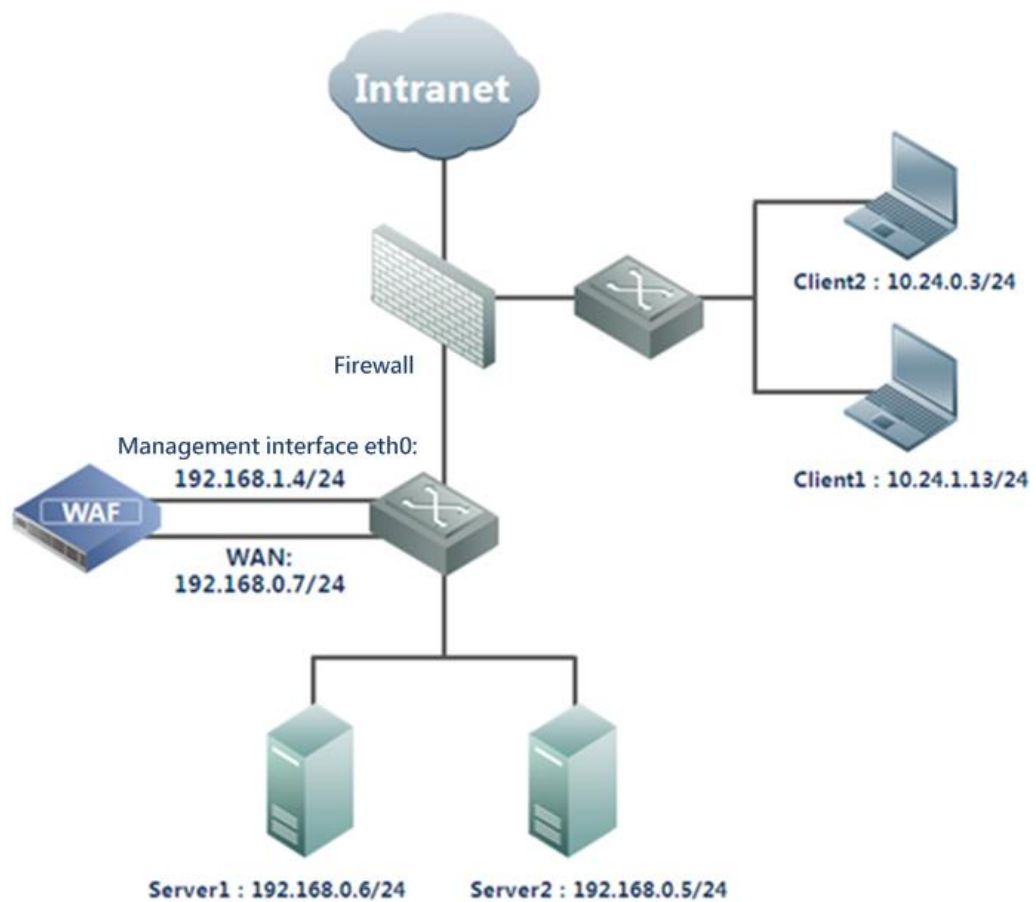 Intranet
Client2 : 10.24.0.3/24
Firewall
Management interface eth0:
192.168.1.4/24
Client1 : 10.24.1.13/24
WAF
WAN:
192.168.0.7/24
Server1 : 192.168.0.6/24
Server2 : 192.168.0.5/24